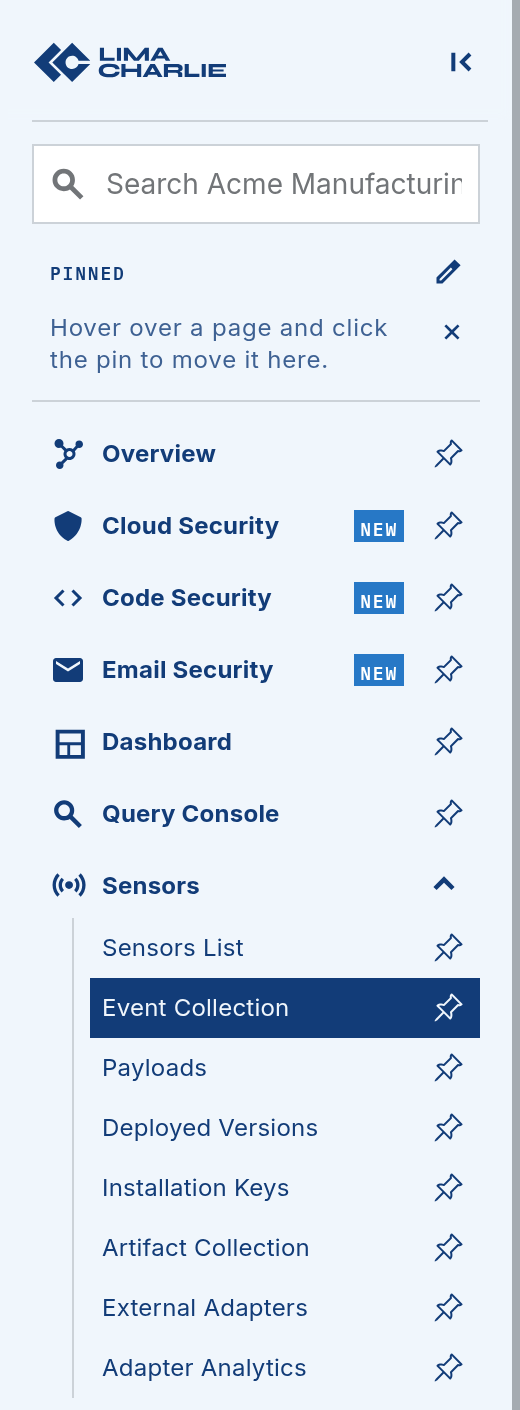 LIMA
CHARLIE
Search Acme Manufacturin
PINNED
Hover over a page and click
the pin to move it here.
Overview
Cloud Security NEW
Code Security NEW
Email Security NEW
Dashboard
Query Console
Sensors
Sensors List
Event Collection
Payloads
Deployed Versions
Installation Keys
Artifact Collection
External Adapters
Adapter Analytics